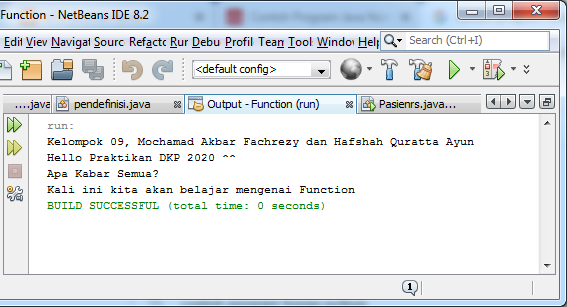 Function - NetBeans IDE 8.2
Edit View Navigat Sourc Refacto Run Debu Profil Team Tool Windo Help
Search (Ctrl+I)
<default config>
....java
pendefinisi.java
Output - Function (run)
Pasienrs.java...
run:
Kelompok 09, Mochamad Akbar Fachrezy dan Hafshah Quratta Ayun
Hello Praktikan DKP 2020 ^^
Apa Kabar Semua?
Kali ini kita akan belajar mengenai Function
BUILD SUCCESSFUL (total time: 0 seconds)
1